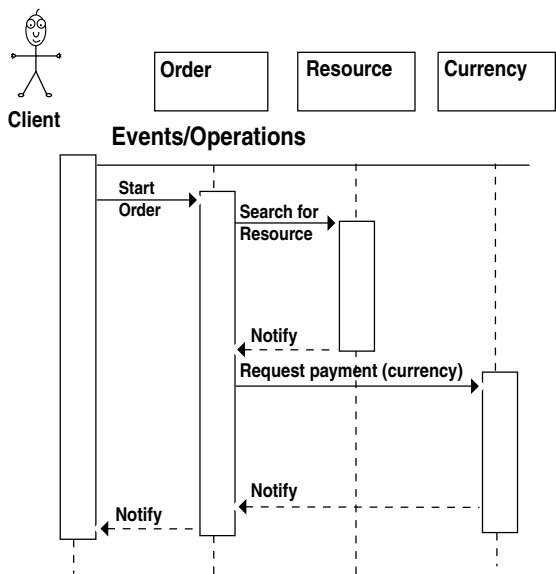 Order
Resource
Currency
Client
Events/Operations
Start
Order
Search for
Resource
Notify
Request payment (currency)
Notify
Notify